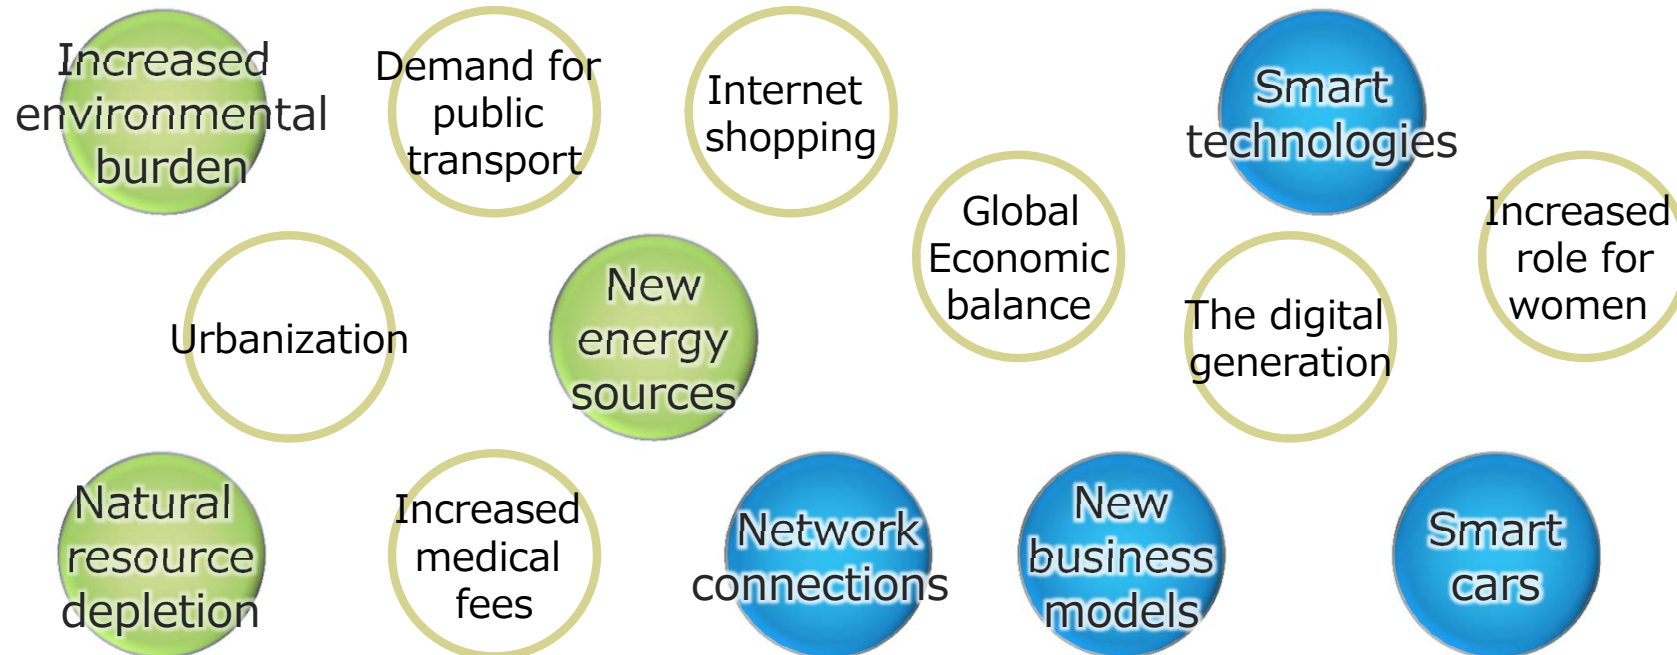 Increased
environmental
burden
Demand for
public
transport
Internet
shopping
Smart
technologies
Global
Economic
balance
Increased
role for
women
Urbanization
New
energy
sources
The digital
generation
Natural
resource
depletion
Increased
medical
fees
Network
connections
New
business
models
Smart
cars